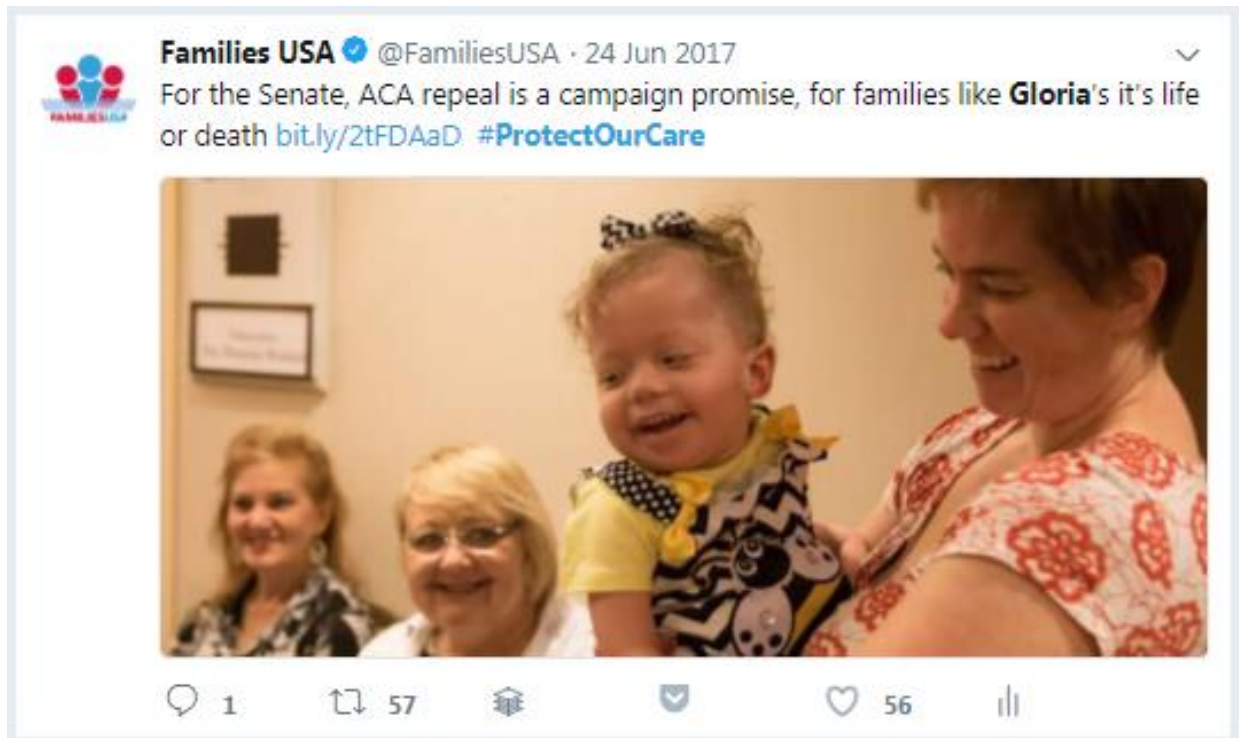 Families USA @FamiliesUSA · 24 Jun 2017
For the Senate, ACA repeal is a campaign promise, for families like Gloria's it's life
or death bit.ly/2tFDAaD #ProtectOurCare
FAMILIESUSA
1 57 56